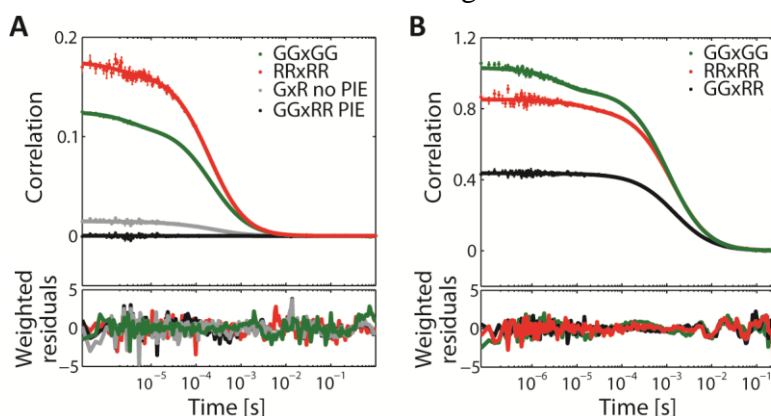 A
0.2
0.1
0
Correlation
GGxGG
RRxRR
GxR no PIE
GGxRR PIE
Weighted
residuals
5
0
−5
10⁻⁵ 10⁻⁴ 10⁻³ 10⁻² 10⁻¹
Time [s]
B
1.2
0.8
0.4
0
Correlation
GGxGG
RRxRR
GGxRR
Weighted
residuals
5
0
−5
10⁻⁶ 10⁻⁵ 10⁻⁴ 10⁻³ 10⁻² 10⁻¹
Time [s]